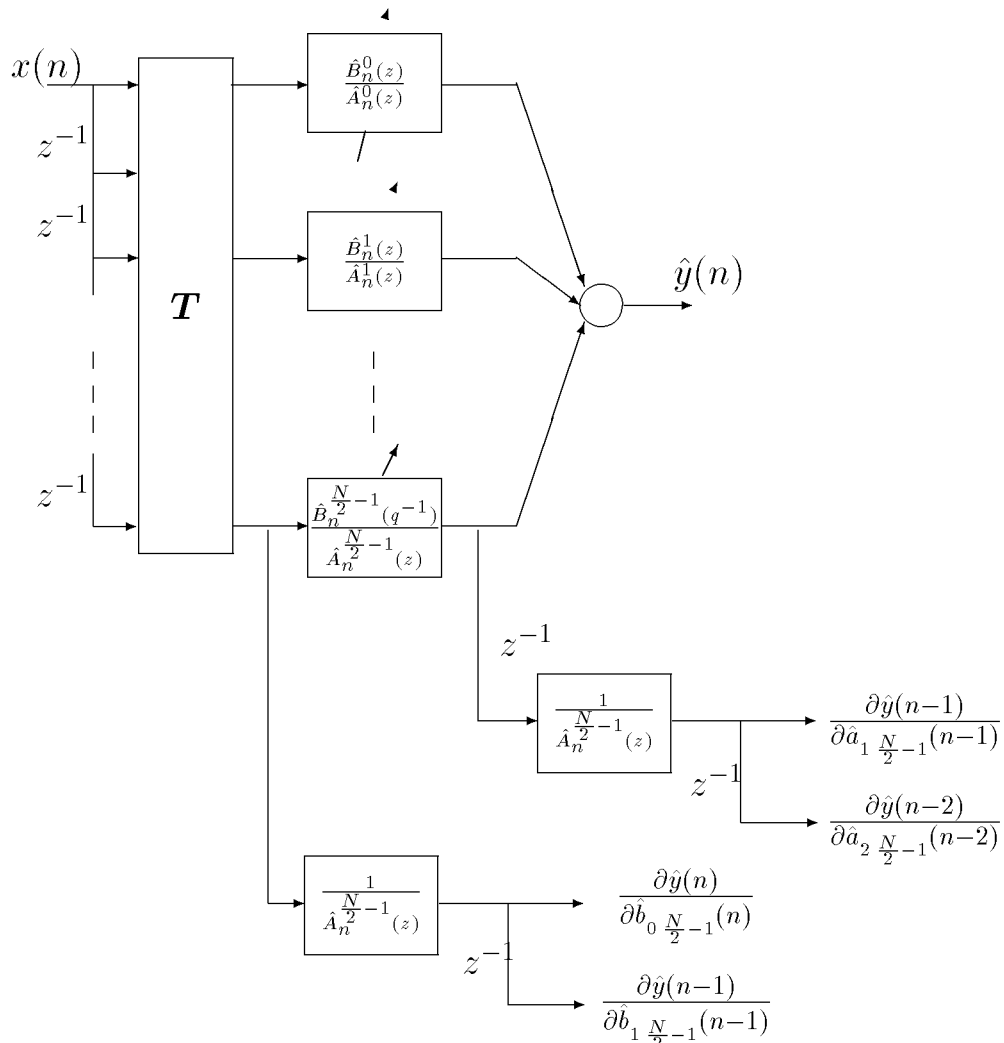 x(n)
z⁻¹
z⁻¹
z⁻¹
T
\frac{\hat{B}_n^0(z)}{\hat{A}_n^0(z)}
\frac{\hat{B}_n^1(z)}{\hat{A}_n^1(z)}
\frac{\hat{B}_n^{\frac{N}{2}-1}(q^{-1})}{\hat{A}_n^{\frac{N}{2}-1}(z)}
\hat{y}(n)
z⁻¹
\frac{1}{\hat{A}_n^{\frac{N}{2}-1}(z)}
\frac{\partial\hat{y}(n-1)}{\partial\hat{a}_{1\,\frac{N}{2}-1}(n-1)}
z⁻¹
\frac{\partial\hat{y}(n-2)}{\partial\hat{a}_{2\,\frac{N}{2}-1}(n-2)}
\frac{1}{\hat{A}_n^{\frac{N}{2}-1}(z)}
\frac{\partial\hat{y}(n)}{\partial\hat{b}_{0\,\frac{N}{2}-1}(n)}
z⁻¹
\frac{\partial\hat{y}(n-1)}{\partial\hat{b}_{1\,\frac{N}{2}-1}(n-1)}